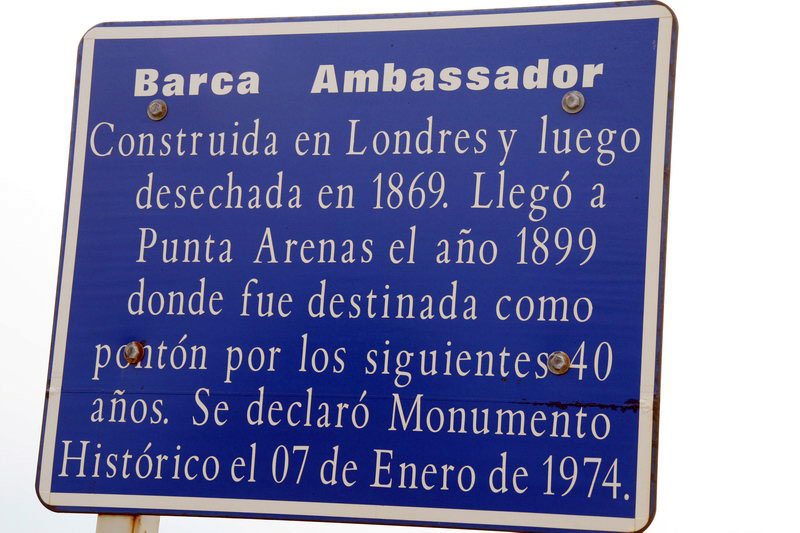 Barca Ambassador
Construida en Londres y luego
desechada en 1869. Llegó a
Punta Arenas el año 1899
donde fue destinada como
pontón por los siguientes 40
años. Se declaró Monumento
Histórico el 07 de Enero de 1974.